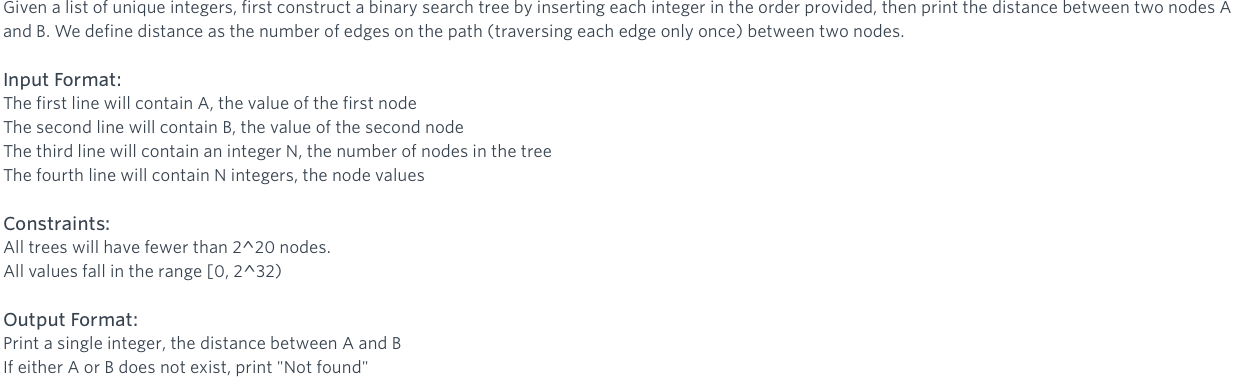 Given a list of unique integers, first construct a binary search tree by inserting each integer in the order provided, then print the distance between two nodes A
and B. We define distance as the number of edges on the path (traversing each edge only once) between two nodes.
Input Format:
The first line will contain A, the value of the first node
The second line will contain B, the value of the second node
The third line will contain an integer N, the number of nodes in the tree
The fourth line will contain N integers, the node values
Constraints:
All trees will have fewer than 2^20 nodes.
All values fall in the range [0, 2^32)
Output Format:
Print a single integer, the distance between A and B
If either A or B does not exist, print "Not found"